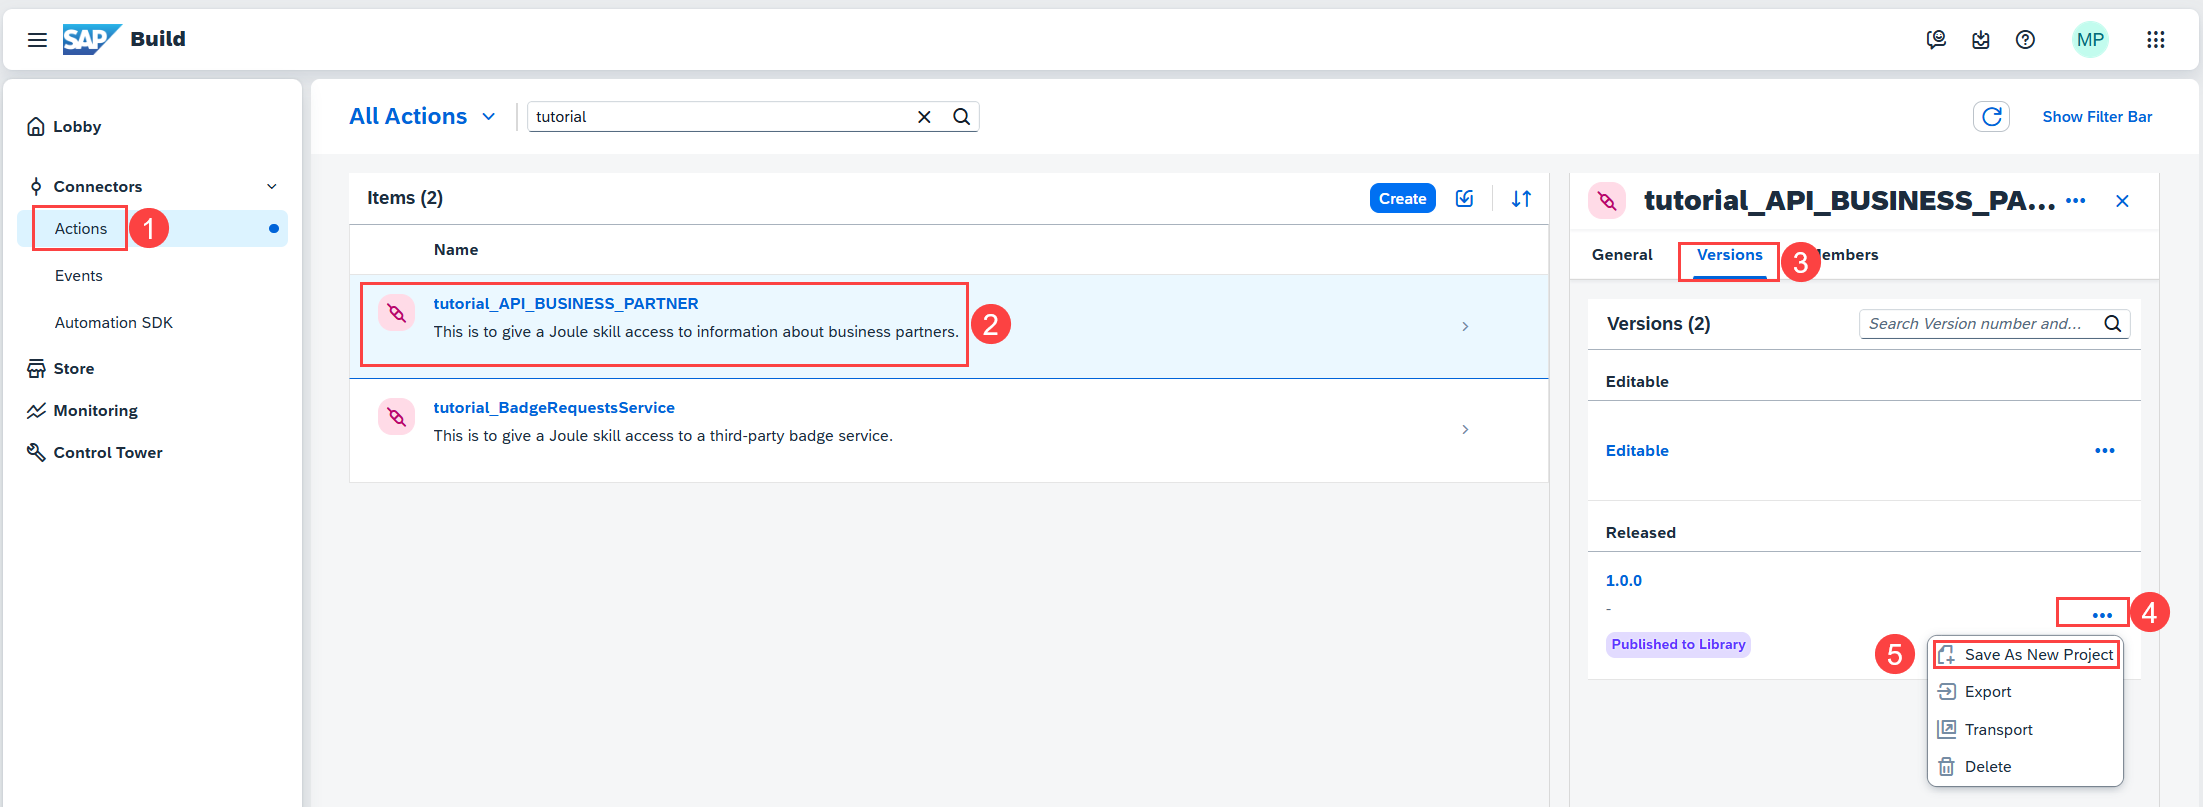 SAP Build
MP
Lobby
Connectors
Actions
1
Events
Automation SDK
Store
Monitoring
Control Tower
All Actions
tutorial
Show Filter Bar
Items (2)
Create
Name
tutorial_API_BUSINESS_PARTNER
This is to give a Joule skill access to information about business partners.
2
tutorial_BadgeRequestsService
This is to give a Joule skill access to a third-party badge service.
tutorial_API_BUSINESS_PA...
General Versions 3 embers
Versions (2)
Search Version number and...
Editable
Editable
Released
1.0.0
-
4
Published to Library
5
Save As New Project
Export
Transport
Delete